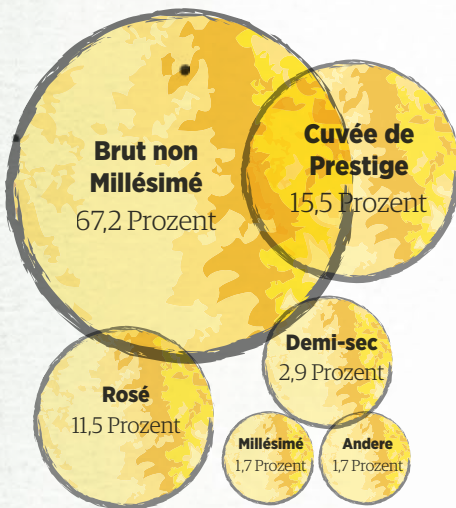 Brut non
Millésimé
67,2 Prozent
Cuvée de
Prestige
15,5 Prozent
Demi-sec
2,9 Prozent
Rosé
11,5 Prozent
Millésimé
1,7 Prozent
Andere
1,7 Prozent